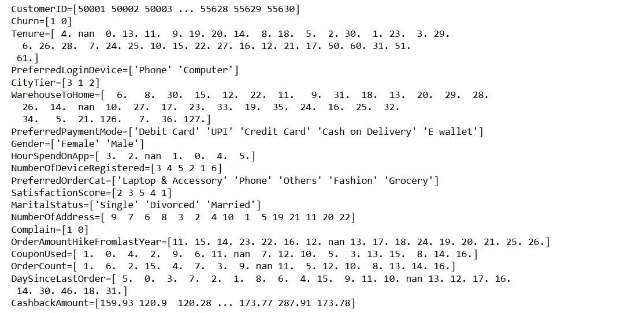 CustomerID=[50001 50002 50003 ... 55628 55629 55630]
Churn=[1 0]
Tenure=[ 4. nan 0. 13. 11. 9. 19. 20. 14. 8. 18. 5. 2. 30. 1. 23. 3. 29.
6. 26. 28. 7. 24. 25. 10. 15. 22. 27. 16. 12. 21. 17. 50. 60. 31. 51.
61.]
PreferredLoginDevice=['Phone' 'Computer']
CityTier=[3 1 2]
WarehouseToHome=[ 6. 8. 30. 15. 12. 22. 11. 9. 31. 18. 13. 20. 29. 28.
26. 14. nan 10. 27. 17. 23. 33. 19. 35. 24. 16. 25. 32.
34. 5. 21. 126. 7. 36. 127.]
PreferredPaymentMode=['Debit Card' 'UPI' 'Credit Card' 'Cash on Delivery' 'E wallet']
Gender=['Female' 'Male']
HourSpendOnApp=[ 3. 2. nan 1. 0. 4. 5.]
NumberOfDeviceRegistered=[3 4 5 2 1 6]
PreferredOrderCat=['Laptop & Accessory' 'Phone' 'Others' 'Fashion' 'Grocery']
SatisfactionScore=[2 3 5 4 1]
MaritalStatus=['Single' 'Divorced' 'Married']
NumberOfAddress=[ 9 7 6 8 3 2 4 10 1 5 19 21 11 20 22]
Complain=[1 0]
OrderAmountHikeFromlastYear=[11. 15. 14. 23. 22. 16. 12. nan 13. 17. 18. 24. 19. 20. 21. 25. 26.]
CouponUsed=[ 1. 0. 4. 2. 9. 6. 11. nan 7. 12. 10. 5. 3. 13. 15. 8. 14. 16.]
OrderCount=[ 1. 6. 2. 15. 4. 7. 3. 9. nan 11. 5. 12. 10. 8. 13. 14. 16.]
DaySinceLastOrder=[ 5. 0. 3. 7. 2. 1. 8. 6. 4. 15. 9. 11. 10. nan 13. 12. 17. 16.
14. 30. 46. 18. 31.]
CashbackAmount=[159.93 120.9 120.28 ... 173.77 287.91 173.78]